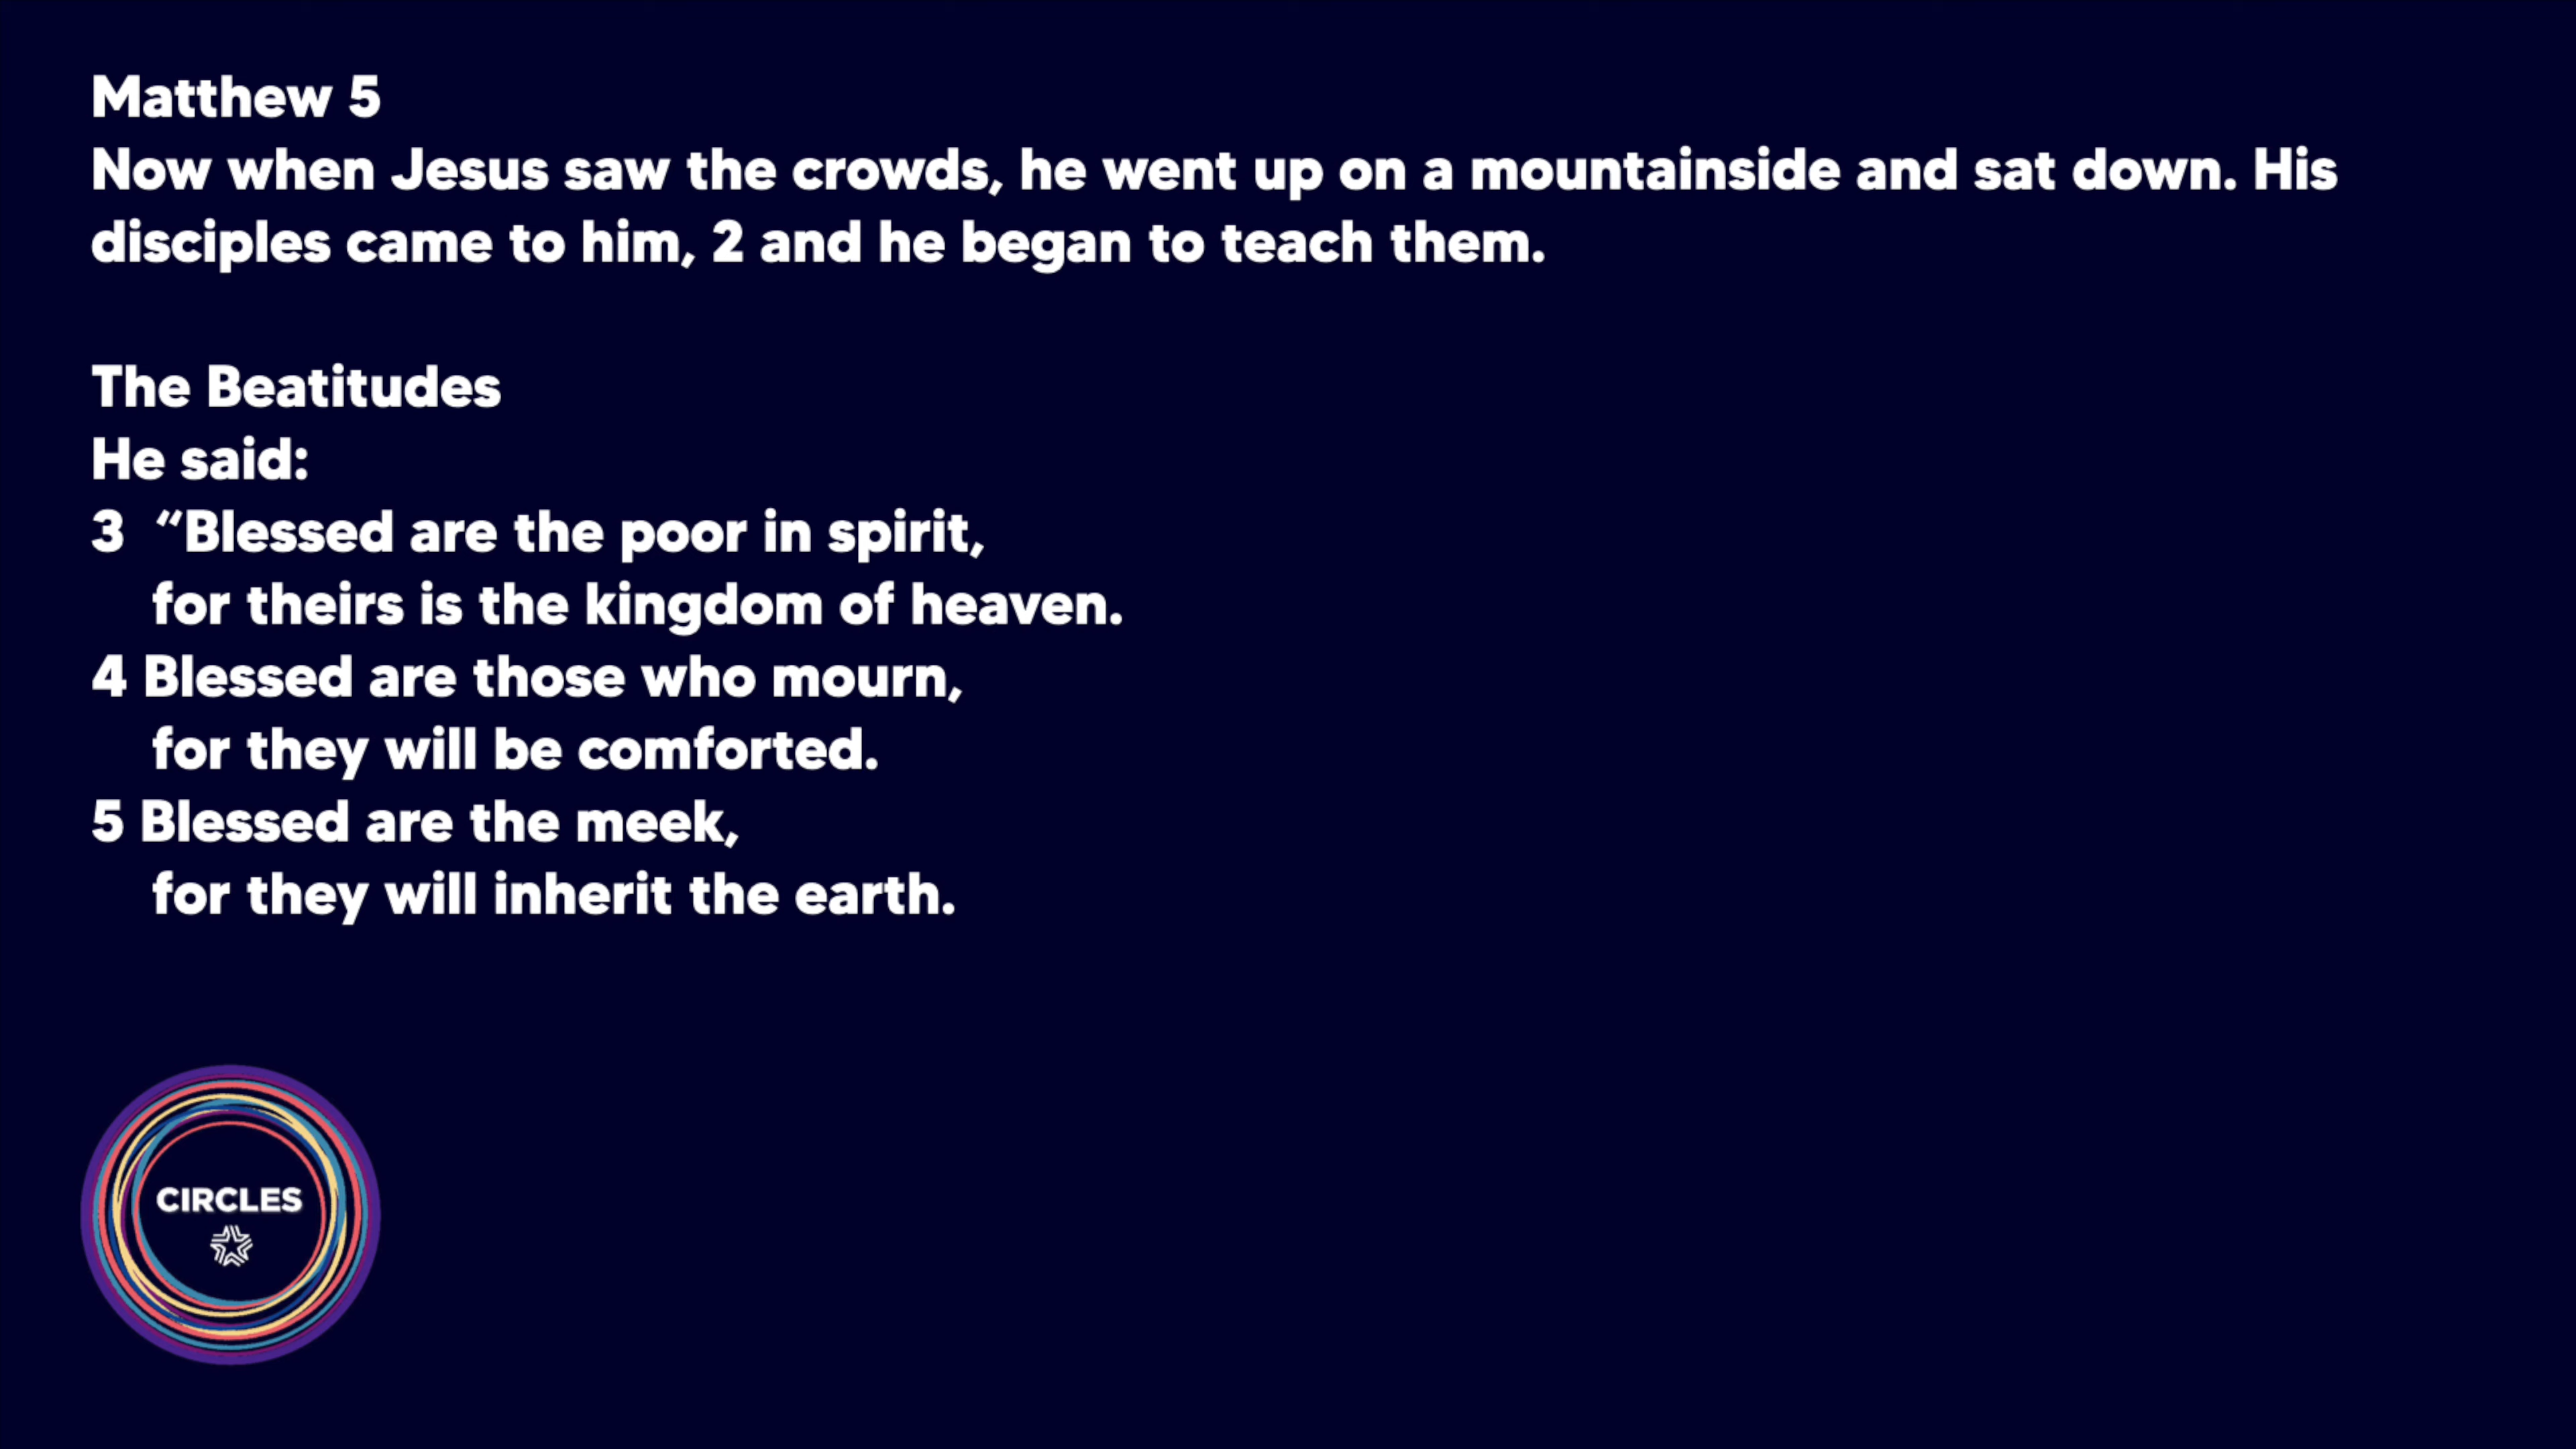 Matthew 5
Now when Jesus saw the crowds, he went up on a mountainside and sat down. His
disciples came to him, 2 and he began to teach them.
The Beatitudes
He said:
3  “Blessed are the poor in spirit,
for theirs is the kingdom of heaven.
4 Blessed are those who mourn,
for they will be comforted.
5 Blessed are the meek,
for they will inherit the earth.
CIRCLES